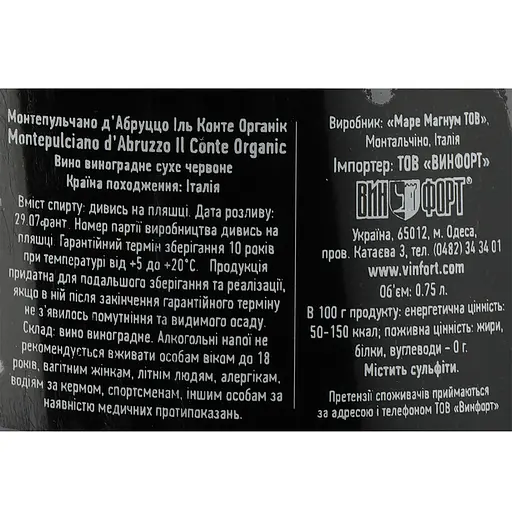 Монтепульчано д'Абруццо Іль Конте Органік
Montepulciano d'Abruzzo Il Conte Organic
Вино виноградне сухе червоне
Країна походження: Італія
Вміст спирту: дивись на пляшці. Дата розливу:
29.07 Номер партії виробництва дивись на
пляшці. Гарантійний термін зберігання 10 років
при температурі від +5 до +20°С. Продукція
придатна для подальшого зберігання та реалізації,
якщо в ній після закінчення гарантійного терміну
не з'явилось помутніння та видимого осаду.
Склад: вино виноградне. Алкогольні напої не
рекомендується вживати особам віком до 18
років, вагітним жінкам, літнім людям, алергікам,
водіям за кермом, спортсменам, іншим особам за
наявністю медичних протипоказань.
Виробник: «Маре Магнум ТОВ»,
Монтальчіно, Італія
Імпортер: ТОВ «ВИНФОРТ»
ВИНФОРТ®
Україна, 65012, м. Одеса,
пров. Катаєва 3, тел. (0482) 34 34 01
www.vinfort.com
Об'єм: 0.75 л.
В 100 г продукту: енергетична цінність:
50-150 ккал; поживна цінність: жири,
білки, вуглеводи – 0 г.
Містить сульфіти.
Претензії споживачів приймаються
за адресою і телефоном ТОВ «Винфорт»